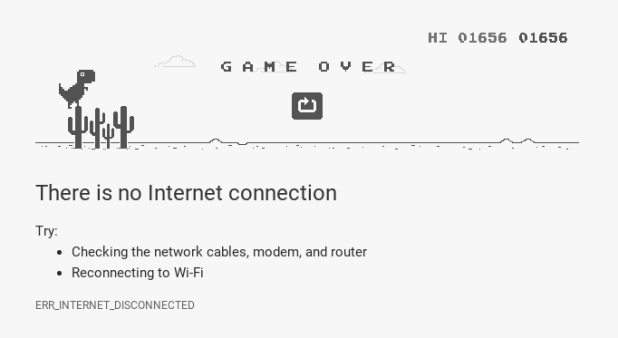 HI 01656 01656
GAME OVER
There is no Internet connection
Try:
Checking the network cables, modem, and router
Reconnecting to Wi-Fi
ERR_INTERNET_DISCONNECTED